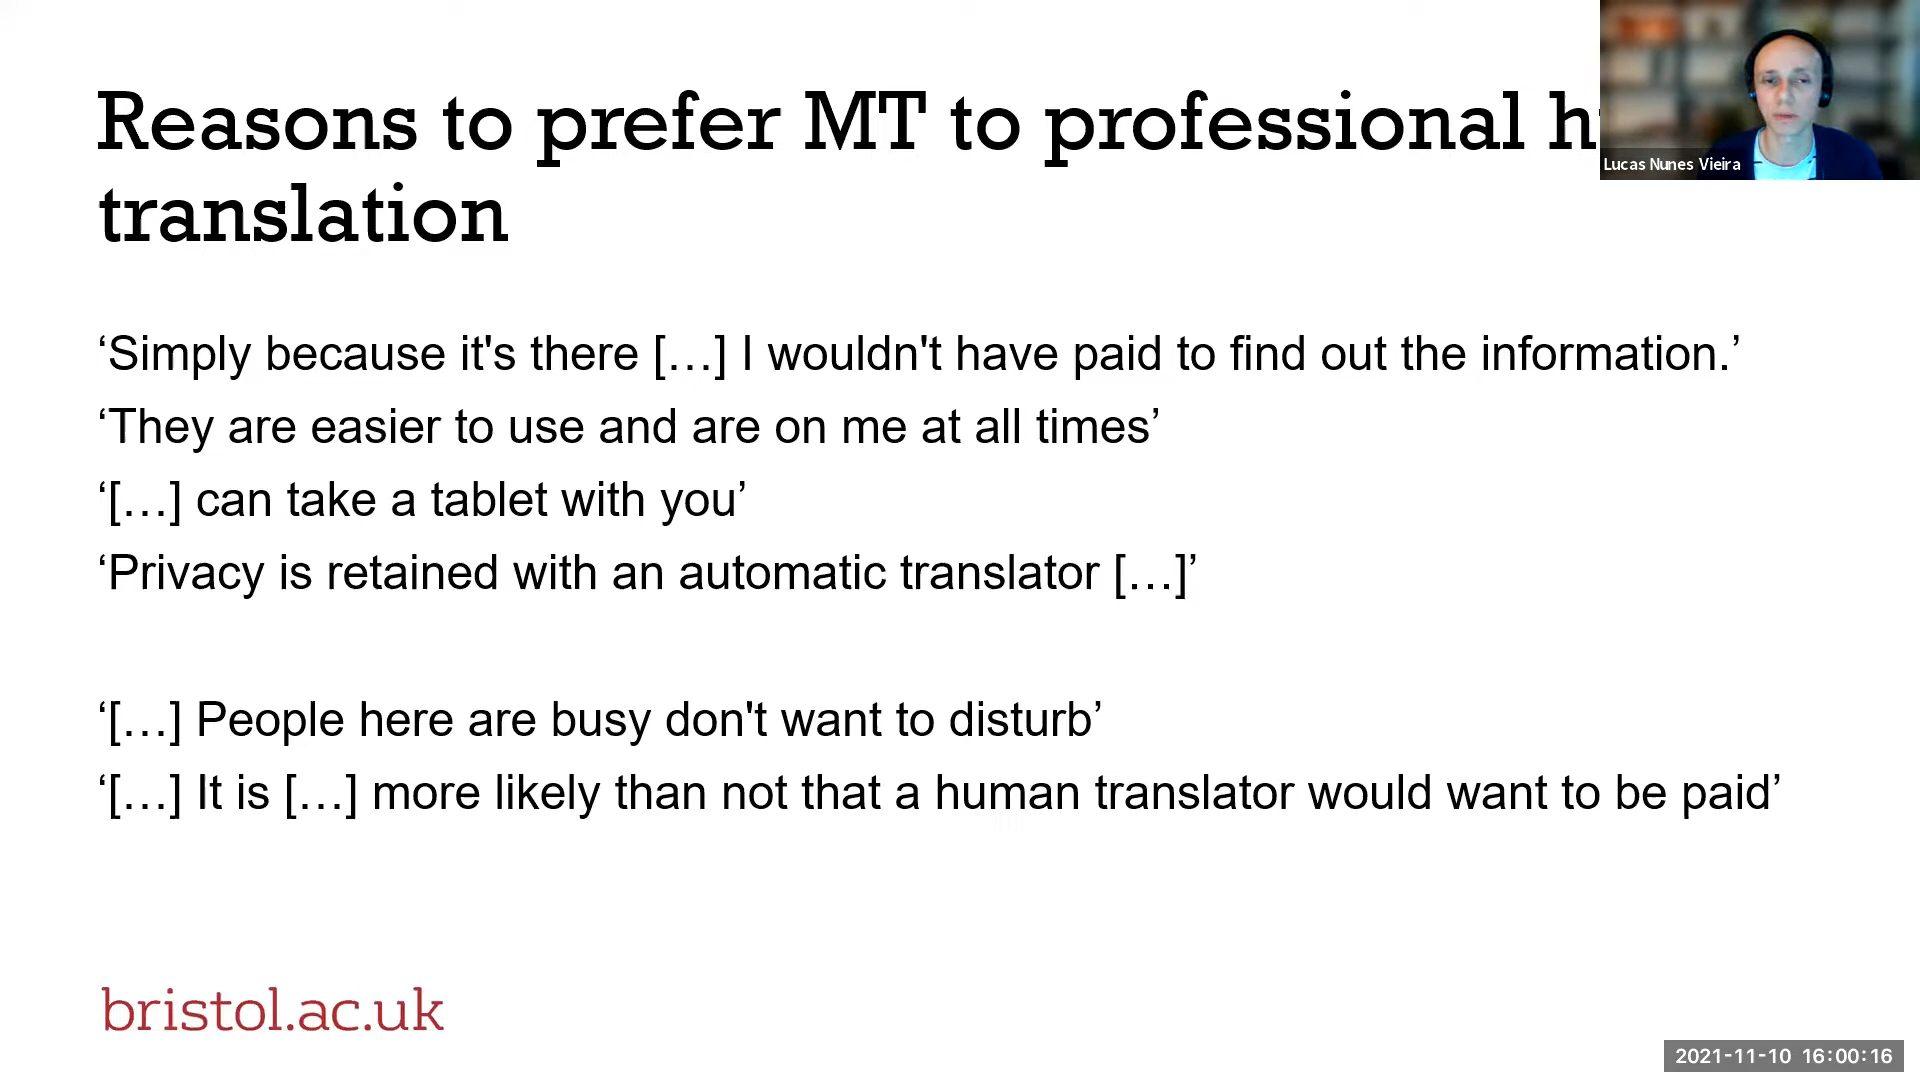 Reasons to prefer MT to professional
translation
Lucas Nunes Vieira
‘Simply because it's there […] I wouldn't have paid to find out the information.’
‘They are easier to use and are on me at all times’
‘[…] can take a tablet with you’
‘Privacy is retained with an automatic translator […]’
‘[…] People here are busy don't want to disturb’
‘[…] It is […] more likely than not that a human translator would want to be paid’
bristol.ac.uk
2021-11-10 16:00:16